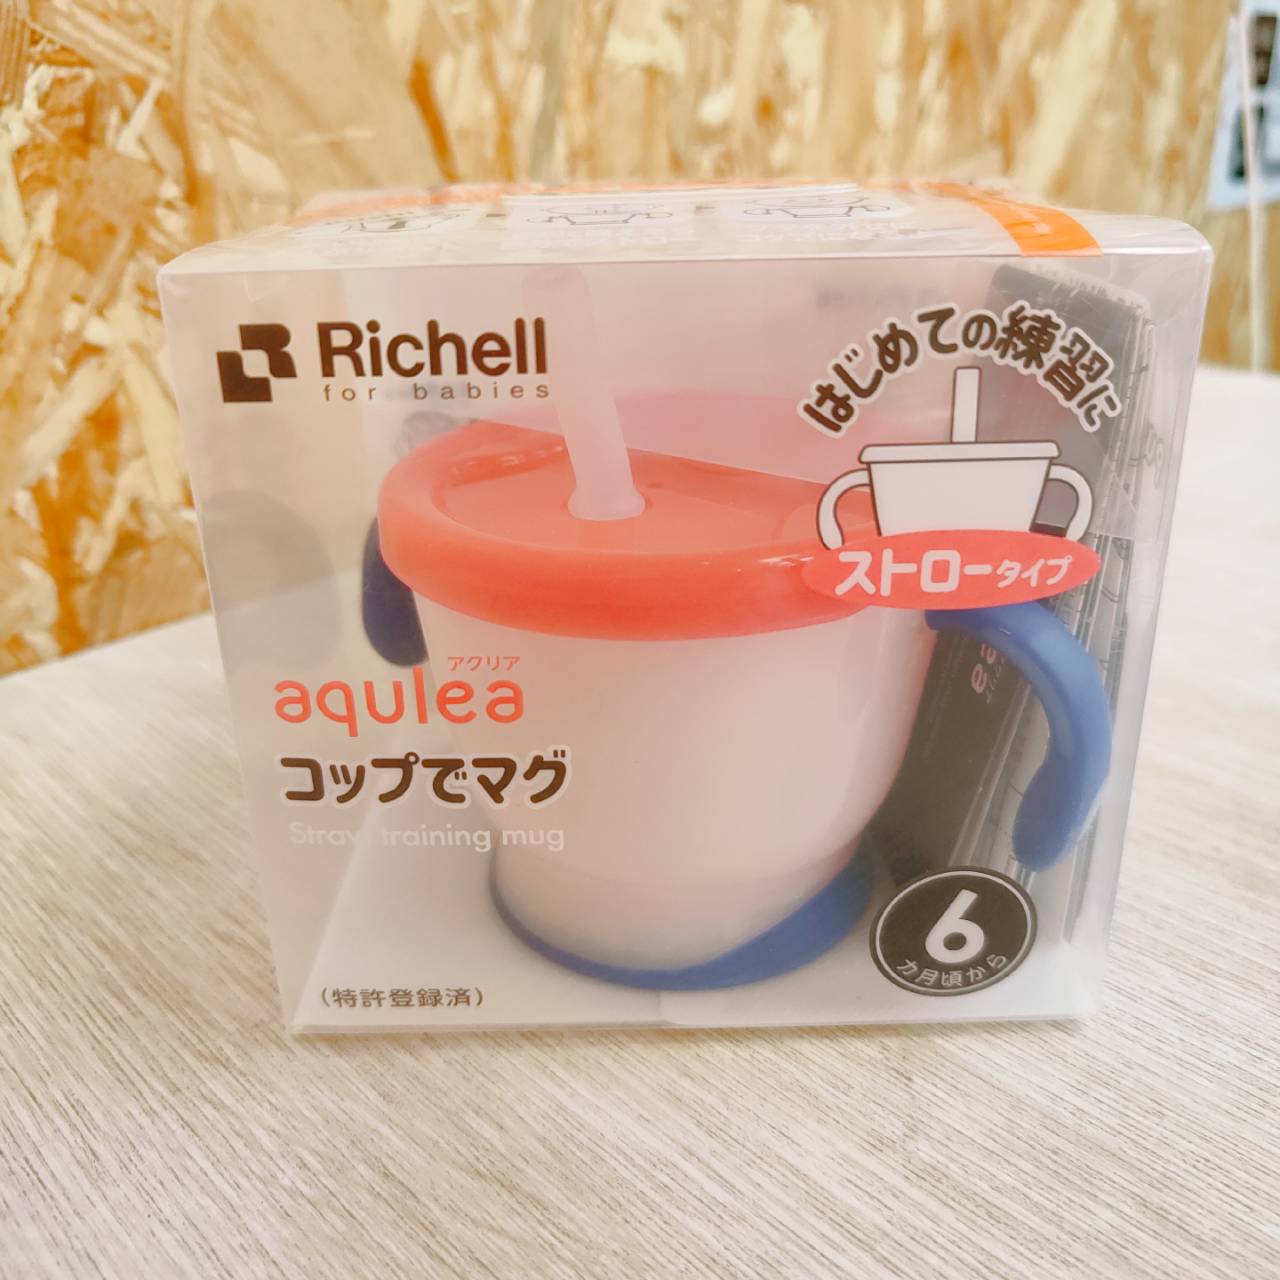 Richell
for babies
はじめての練習に
ストロータイプ
アクリア
aqulea
コップでマグ
Straw training mug
6
カ月頃から
(特許登録済)